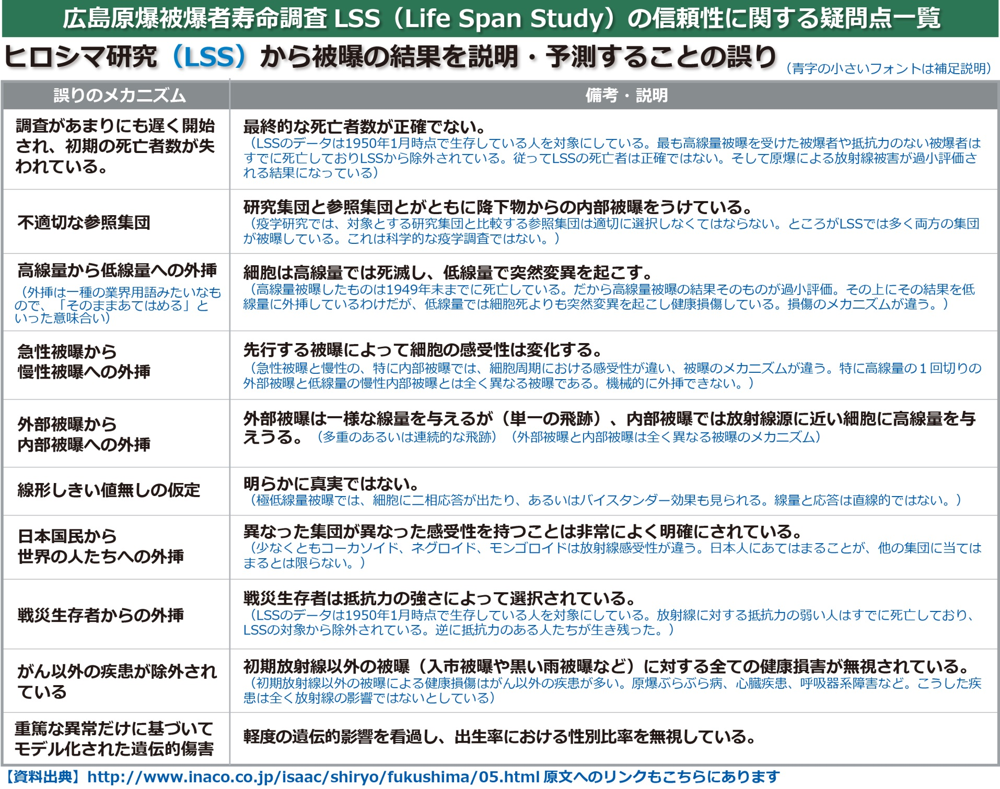 広島原爆被爆者寿命調査 LSS（Life Span Study）の信頼性に関する疑問点一覧
ヒロシマ研究（LSS）から被曝の結果を説明・予測することの誤り（青字の小さいフォントは補足説明）
誤りのメカニズム
備考・説明
調査があまりにも遅く開始
され、初期の死亡者数が失
われている。
最終的な死亡者数が正確でない。
（LSSのデータは1950年1月時点で生存している人を対象にしている。最も高線量被曝を受けた被爆者や抵抗力のない被爆者は
すでに死亡しておりLSSから除外されている。従ってLSSの死亡者は正確ではない。そして原爆による放射線被害が過小評価さ
れる結果になっている）
不適切な参照集団
研究集団と参照集団とがともに降下物からの内部被曝をうけている。
（疫学研究では、対象とする研究集団と比較する参照集団は適切に選択しなくてはならない。ところがLSSでは多く両方の集団
が被曝している。これは科学的な疫学調査ではない。）
高線量から低線量への外挿
（外挿は一種の業界用語みたいなも
ので、「そのままあてはめる」と
いった意味合い）
細胞は高線量では死滅し、低線量で突然変異を起こす。
（高線量被曝したものは1949年末までに死亡している。だから高線量被曝の結果そのものが過小評価。その上にその結果を低
線量に外挿しているわけだが、低線量では細胞死よりも突然変異を起こし健康損傷している。損傷のメカニズムが違う。）
急性被曝から
慢性被曝への外挿
先行する被曝によって細胞の感受性は変化する。
（急性被曝と慢性の、特に内部被曝では、細胞周期における感受性が違い、被曝のメカニズムが違う。特に高線量の１回切りの
外部被曝と低線量の慢性内部被曝とは全く異なる被曝である。機械的に外挿できない。）
外部被曝から
内部被曝への外挿
外部被曝は一様な線量を与えるが（単一の飛跡）、内部被曝では放射線源に近い細胞に高線量を与
えうる。（多重のあるいは連続的な飛跡）（外部被曝と内部被曝は全く異なる被曝のメカニズム）
線形しきい値無しの仮定
明らかに真実ではない。
（極低線量被曝では、細胞に二相応答が出たり、あるいはバイスタンダー効果も見られる。線量と応答は直線的ではない。）
日本国民から
世界の人たちへの外挿
異なった集団が異なった感受性を持つことは非常によく明確にされている。
（少なくともコーカソイド、ネグロイド、モンゴロイドは放射線感受性が違う。日本人にあてはまることが、他の集団に当ては
まるとは限らない。）
戦災生存者からの外挿
戦災生存者は抵抗力の強さによって選択されている。
（LSSのデータは1950年1月時点で生存している人を対象にしている。放射線に対する抵抗力の弱い人はすでに死亡しており、
LSSの対象から除外されている。逆に抵抗力のある人たちが生き残った。）
がん以外の疾患が除外され
ている
初期放射線以外の被曝（入市被曝や黒い雨被曝など）に対する全ての健康損害が無視されている。
（初期放射線以外の被曝による健康損傷はがん以外の疾患が多い。原爆ぶらぶら病、心臓疾患、呼吸器系障害など。こうした疾
患は全く放射線の影響ではないとしている）
重篤な異常だけに基づいて
モデル化された遺伝的傷害
軽度の遺伝的影響を看過し、出生率における性別比率を無視している。
【資料出典】http://www.inaco.co.jp/isaac/shiryo/fukushima/05.html 原文へのリンクもこちらにあります